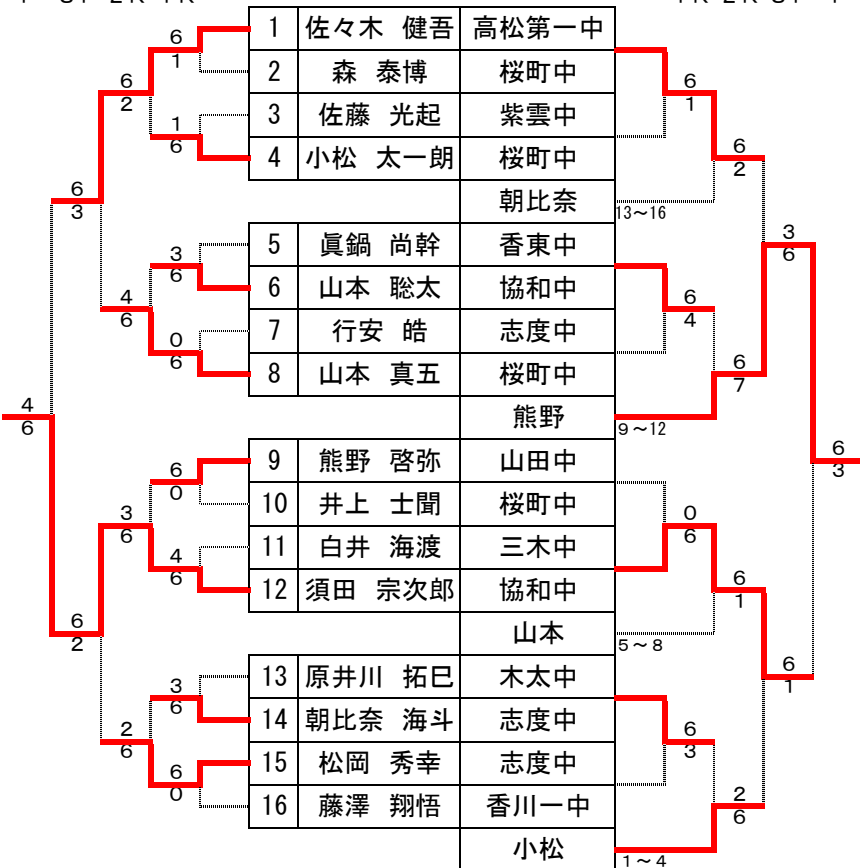 1 佐々木 健吾 高松第一中
2 森 泰博 桜町中
3 佐藤 光起 紫雲中
4 小松 太一朗 桜町中
朝比奈 13～16
5 眞鍋 尚幹 香東中
6 山本 聡太 協和中
7 行安 皓 志度中
8 山本 真五 桜町中
熊野 9～12
9 熊野 啓弥 山田中
10 井上 士聞 桜町中
11 白井 海渡 三木中
12 須田 宗次郎 協和中
山本 5～8
13 原井川 拓巳 木太中
14 朝比奈 海斗 志度中
15 松岡 秀幸 志度中
16 藤澤 翔悟 香川一中
小松 1～4
6
1
1
6
3
6
0
6
6
0
4
6
3
6
6
0
6
2
4
6
3
6
2
6
6
3
6
2
4
6
6
1
6
4
0
6
6
3
6
2
6
7
6
1
2
6
3
6
6
1
6
3